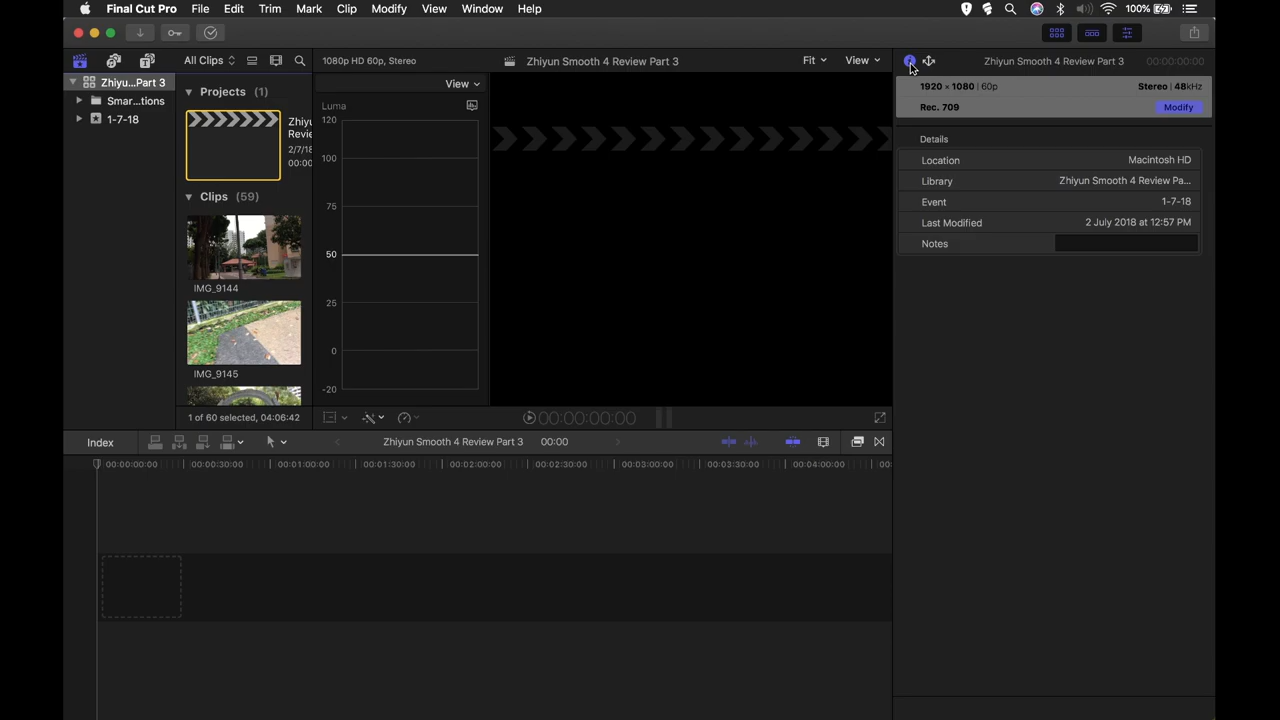 Final Cut Pro File Edit Trim Mark Clip Modify View Window Help 100%
All Clips
1080p HD 60p, Stereo
Zhiyun Smooth 4 Review Part 3
Fit
View
Zhiyun Smooth 4 Review Part 3
00:00:00:00
Zhiyu...Part 3
Smar...tions
1-7-18
Projects (1)
Zhiyu
Revie
2/7/18
00:00
Clips (59)
IMG_9144
IMG_9145
1 of 60 selected, 04:06:42
View
Luma
120
100
75
50
25
0
-20
00:00:00:00
1920 × 1080 | 60p Stereo | 48kHz
Rec. 709 Modify
Details
Location Macintosh HD
Library Zhiyun Smooth 4 Review Pa...
Event 1-7-18
Last Modified 2 July 2018 at 12:57 PM
Notes
Index
Zhiyun Smooth 4 Review Part 3 00:00
00:00:00:00 00:00:30:00 00:01:00:00 00:01:30:00 00:02:00:00 00:02:30:00 00:03:00:00 00:03:30:00 00:04:00:00 00: